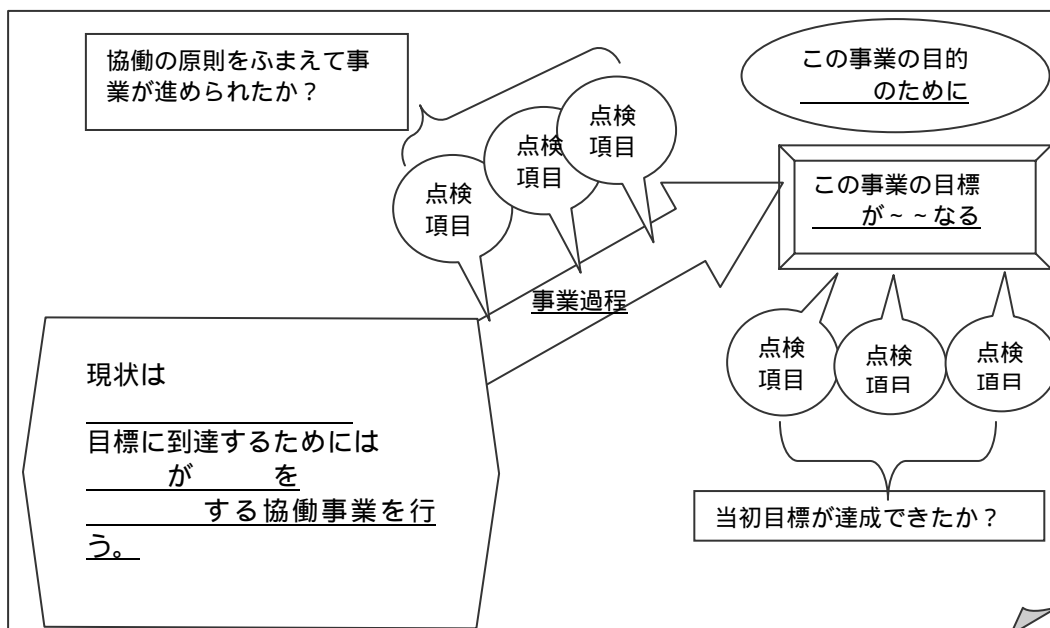 協働の原則をふまえて事
業が進められたか?
この事業の目的
のために
点検
項目
点検
項目
点検
項目
この事業の目標
が~~なる
事業過程
現状は
目標に到達するためには
が を
する協働事業を行
う。
点検
項目
点検
項目
点検
項目
当初目標が達成できたか?